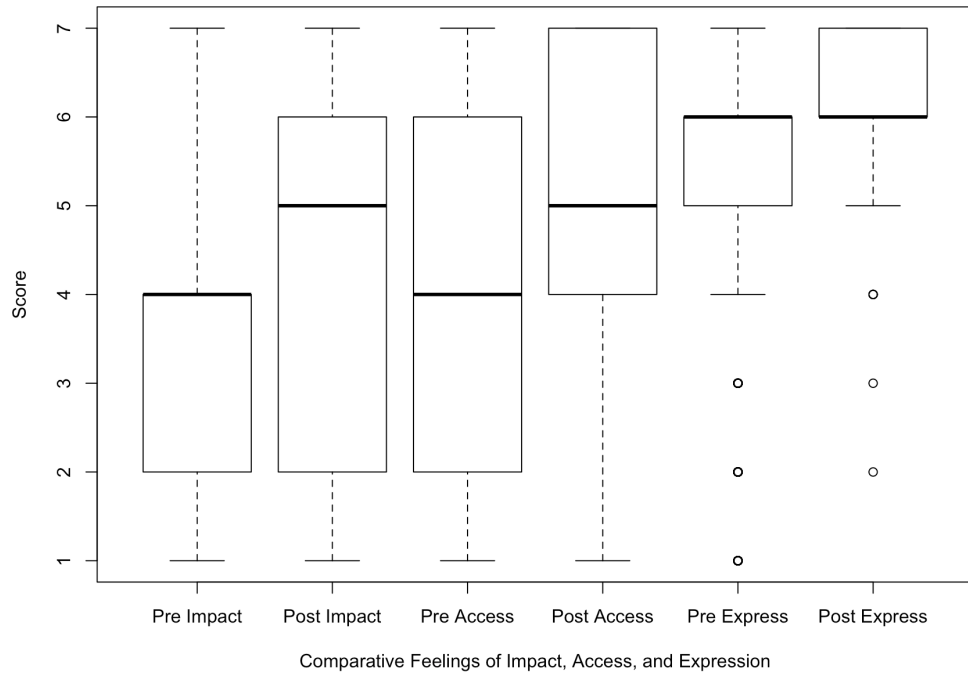 7
6
5
4
3
2
1
Score
Pre Impact Post Impact Pre Access Post Access Pre Express Post Express
Comparative Feelings of Impact, Access, and Expression